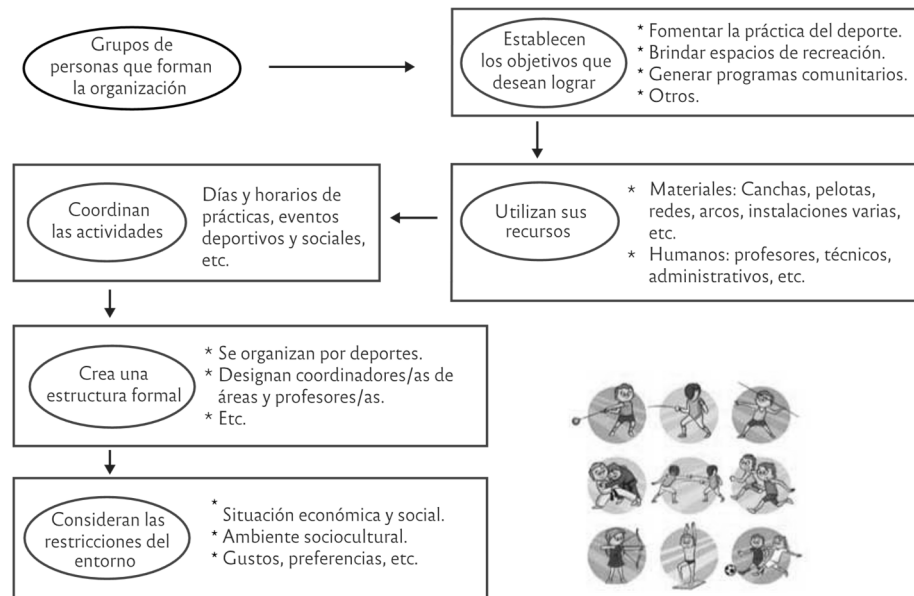 Grupos de
personas que forman
la organización
Establecen
los objetivos que
desean lograr
* Fomentar la práctica del deporte.
* Brindar espacios de recreación.
* Generar programas comunitarios.
* Otros.
Utilizan sus
recursos
* Materiales: Canchas, pelotas,
redes, arcos, instalaciones varias,
etc.
* Humanos: profesores, técnicos,
administrativos, etc.
Coordinan
las actividades
Días y horarios de
prácticas, eventos
deportivos y sociales,
etc.
Crea una
estructura formal
* Se organizan por deportes.
* Designan coordinadores/as de
áreas y profesores/as.
* Etc.
Consideran las
restricciones del
entorno
* Situación económica y social.
* Ambiente sociocultural.
* Gustos, preferencias, etc.